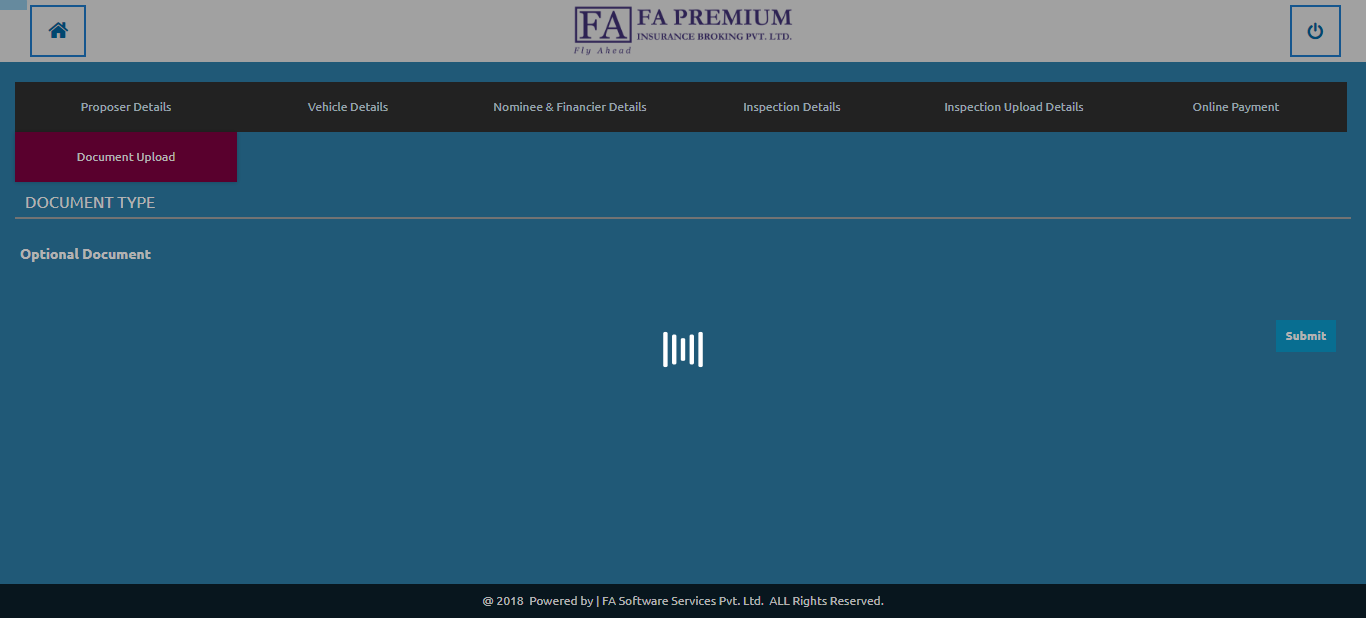 FA FA PREMIUM
INSURANCE BROKING PVT. LTD.
Fly Ahead
Proposer Details Vehicle Details Nominee & Financier Details Inspection Details Inspection Upload Details Online Payment
Document Upload
DOCUMENT TYPE
Optional Document
Submit
@ 2018 Powered by | FA Software Services Pvt. Ltd. ALL Rights Reserved.